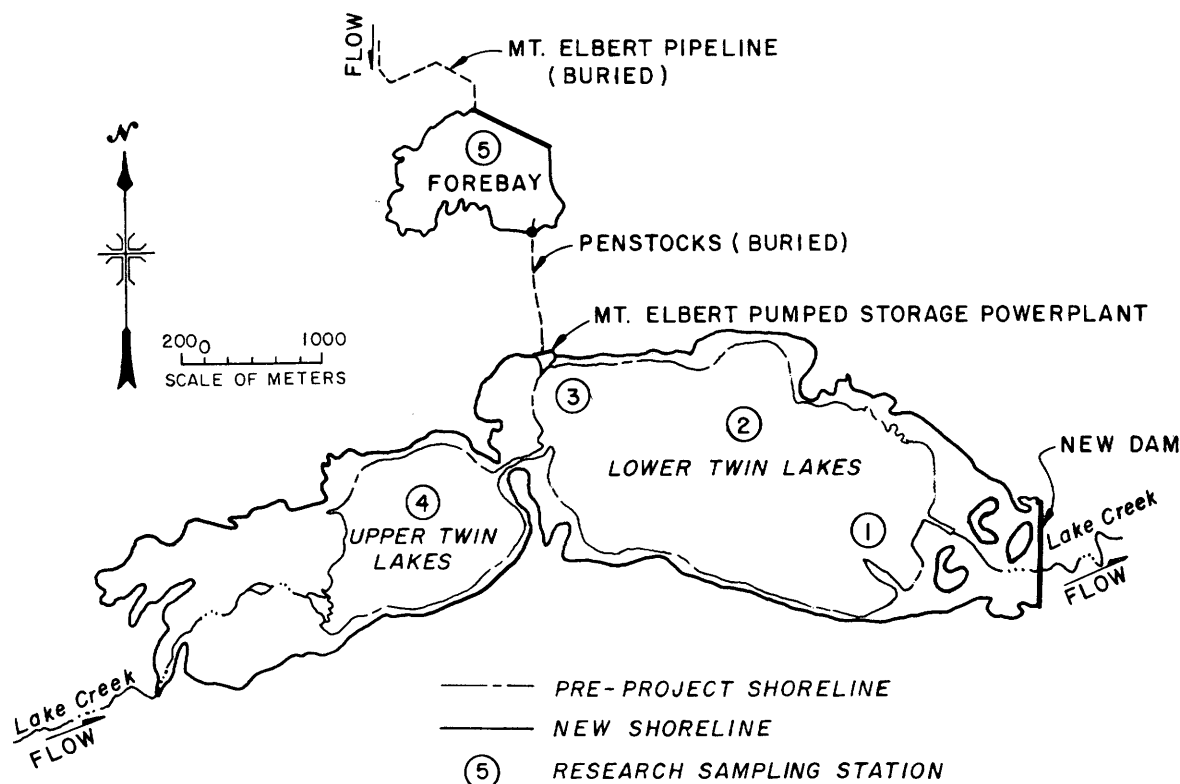 FLOW
MT. ELBERT PIPELINE
(BURIED)
N
5
FOREBAY
PENSTOCKS (BURIED)
MT. ELBERT PUMPED STORAGE POWERPLANT
200 0 1000
SCALE OF METERS
3
2
LOWER TWIN LAKES
NEW DAM
4
UPPER TWIN
LAKES
1
Lake Creek
FLOW
Lake Creek
FLOW
PRE-PROJECT SHORELINE
NEW SHORELINE
5 RESEARCH SAMPLING STATION